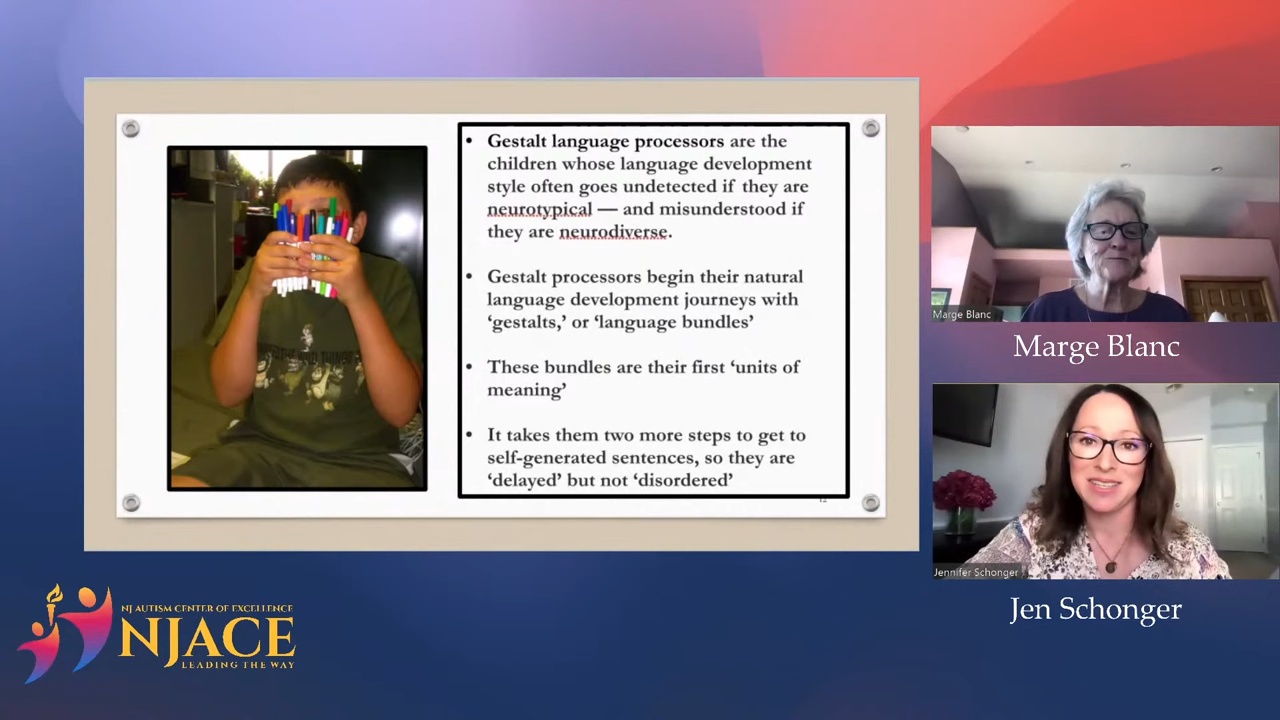 • Gestalt language processors are the
children whose language development
style often goes undetected if they are
neurotypical — and misunderstood if
they are neurodiverse.
• Gestalt processors begin their natural
language development journeys with
‘gestalts,’ or ‘language bundles’
• These bundles are their first ‘units of
meaning’
• It takes them two more steps to get to
self-generated sentences, so they are
‘delayed’ but not ‘disordered’
Marge Blanc
Marge Blanc
Jennifer Schonger
Jen Schonger
NJ AUTISM CENTER OF EXCELLENCE
NJACE
LEADING THE WAY